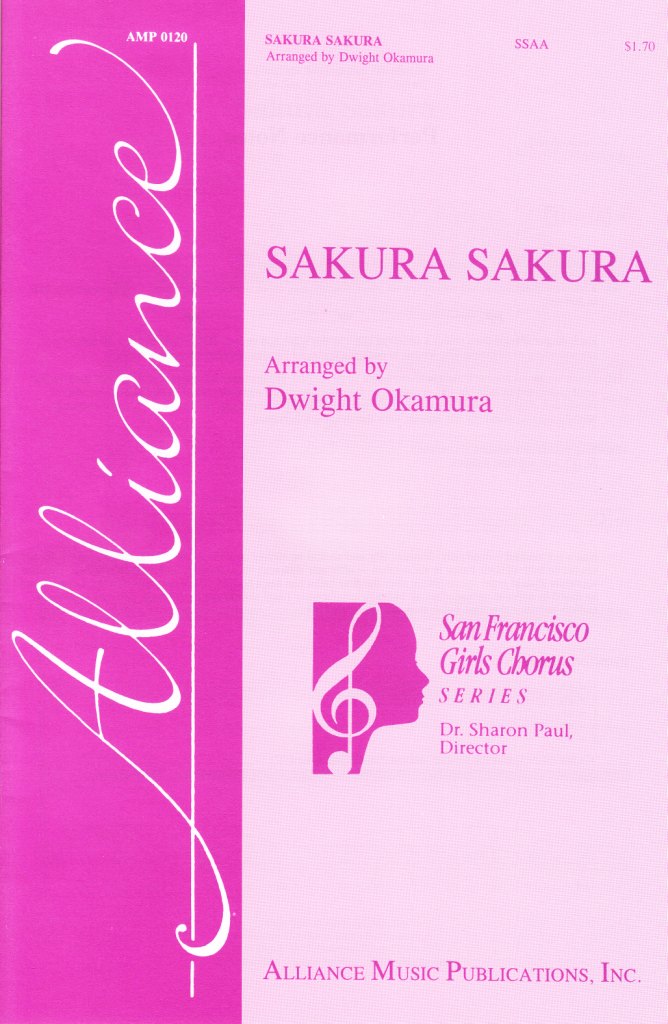 AMP 0120
SAKURA SAKURA
Arranged by Dwight Okamura
SSAA
$1.70
Alliance
SAKURA SAKURA
Arranged by
Dwight Okamura
San Francisco
Girls Chorus
SERIES
Dr. Sharon Paul,
Director
ALLIANCE MUSIC PUBLICATIONS, INC.